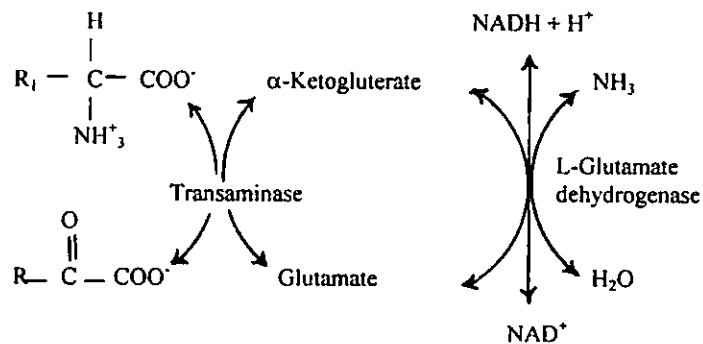 NADH + H⁺
H
R₁ — C — COO⁻
α-Ketogluterate
NH₃
NH⁺₃
L-Glutamate
dehydrogenase
Transaminase
O
R — C — COO⁻
Glutamate
H₂O
NAD⁺